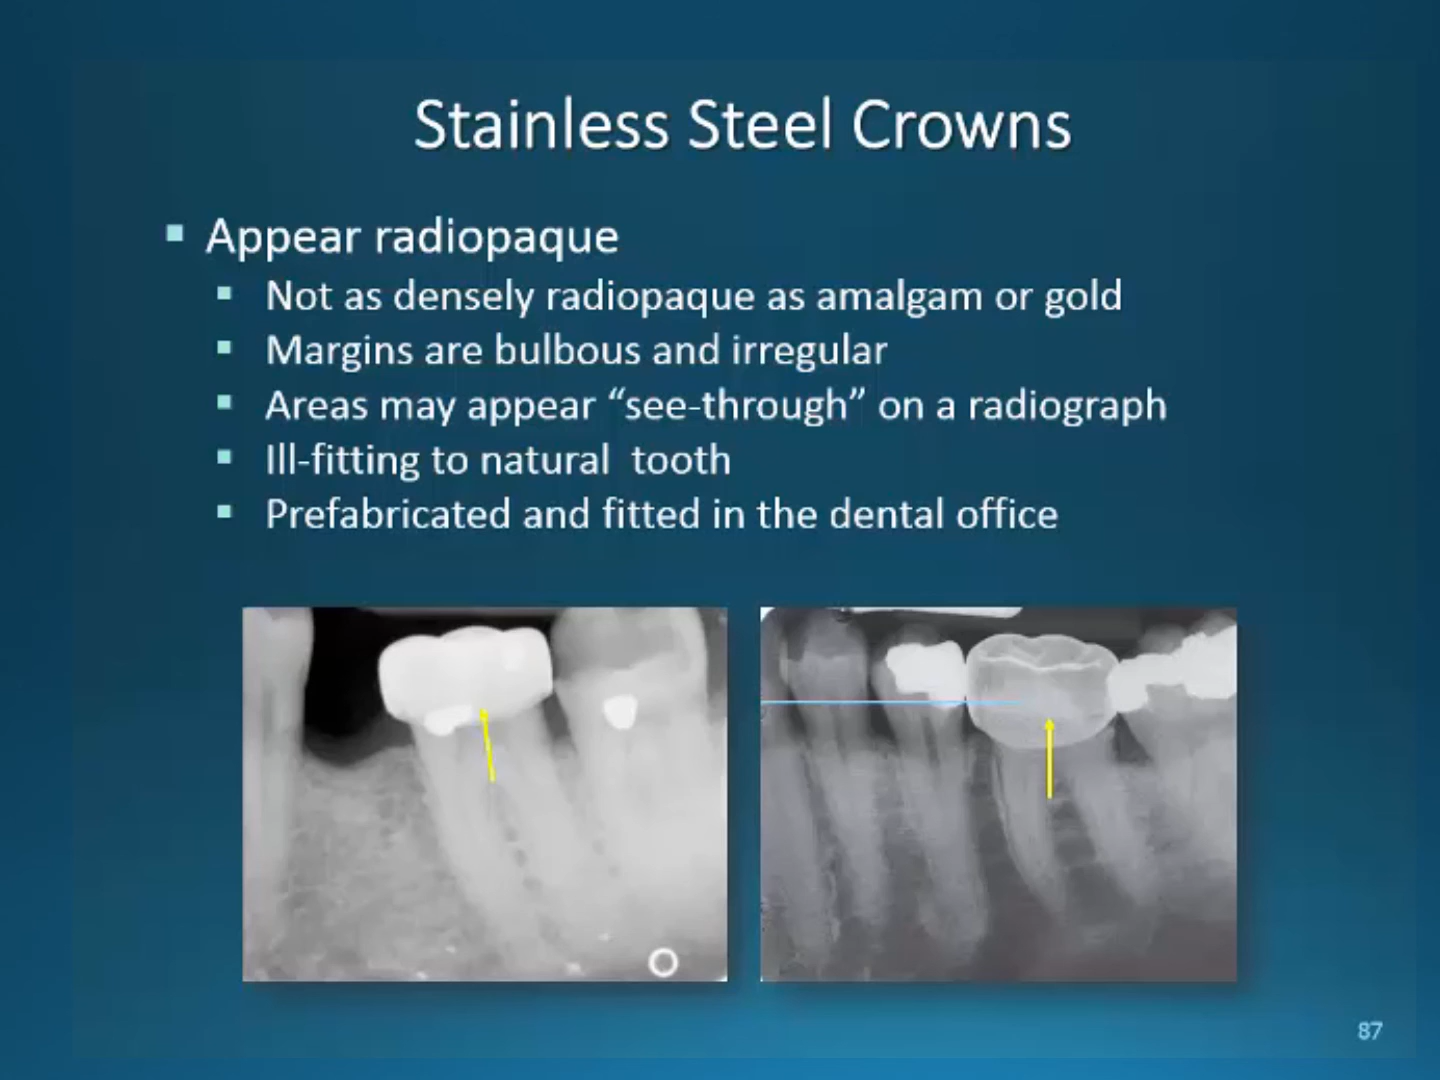 Stainless Steel Crowns
Appear radiopaque
Not as densely radiopaque as amalgam or gold
Margins are bulbous and irregular
Areas may appear “see-through” on a radiograph
Ill-fitting to natural tooth
Prefabricated and fitted in the dental office
87